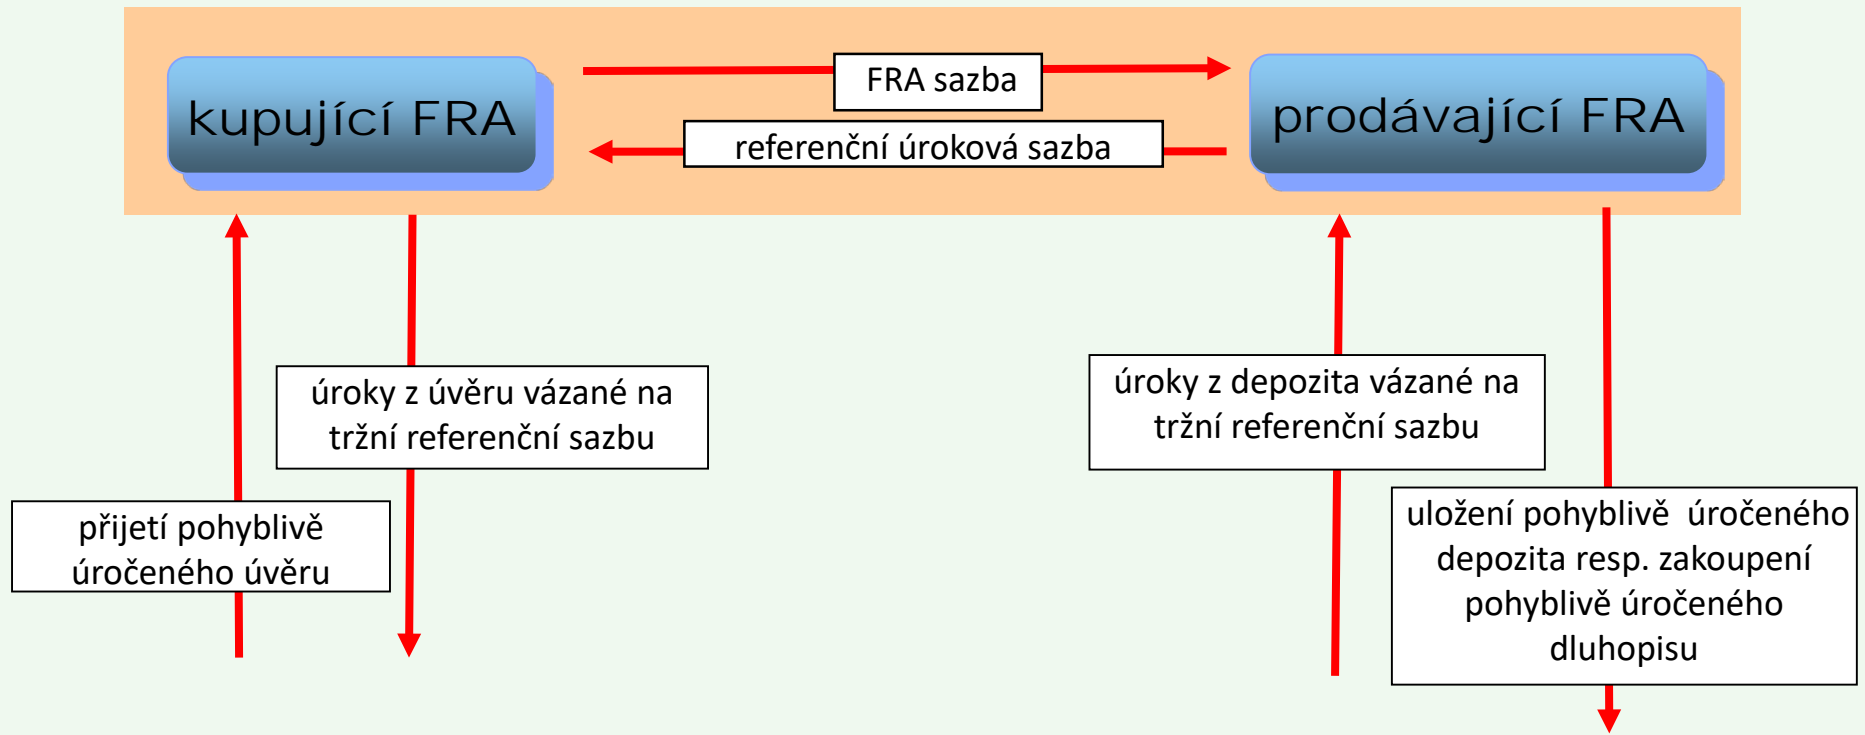 kupující FRA
FRA sazba
referenční úroková sazba
prodávající FRA
úroky z úvěru vázané na
tržní referenční sazbu
přijetí pohyblivě
úročeného úvěru
úroky z depozita vázané na
tržní referenční sazbu
uložení pohyblivě úročeného
depozita resp. zakoupení
pohyblivě úročeného
dluhopisu